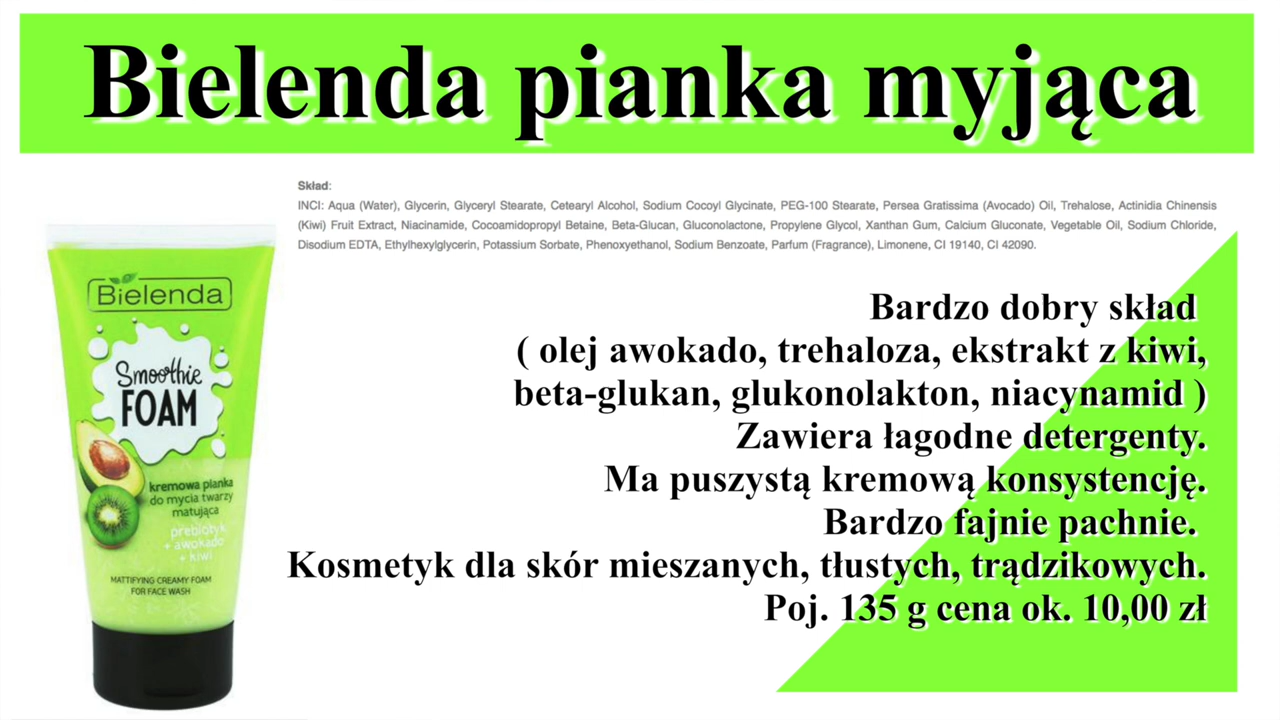 Bielenda pianka myjąca
Skład:
INCI: Aqua (Water), Glycerin, Glyceryl Stearate, Cetearyl Alcohol, Sodium Cocoyl Glycinate, PEG-100 Stearate, Persea Gratissima (Avocado) Oil, Trehalose, Actinidia Chinensis
(Kiwi) Fruit Extract, Niacinamide, Cocoamidopropyl Betaine, Beta-Glucan, Gluconolactone, Propylene Glycol, Xanthan Gum, Calcium Gluconate, Vegetable Oil, Sodium Chloride,
Disodium EDTA, Ethylhexylglycerin, Potassium Sorbate, Phenoxyethanol, Sodium Benzoate, Parfum (Fragrance), Limonene, CI 19140, CI 42090.
Bielenda
Smoothie
FOAM
kremowa pianka
do mycia twarzy
matująca
prebiotyk
+ awokado
+ kiwi
MATTIFYING CREAMY FOAM
FOR FACE WASH
Bardzo dobry skład
( olej awokado, trehaloza, ekstrakt z kiwi,
beta-glukan, glukonolakton, niacynamid )
Zawiera łagodne detergenty.
Ma puszystą kremową konsystencję.
Bardzo fajnie pachnie.
Kosmetyk dla skór mieszanych, tłustych, trądzikowych.
Poj. 135 g cena ok. 10,00 zł